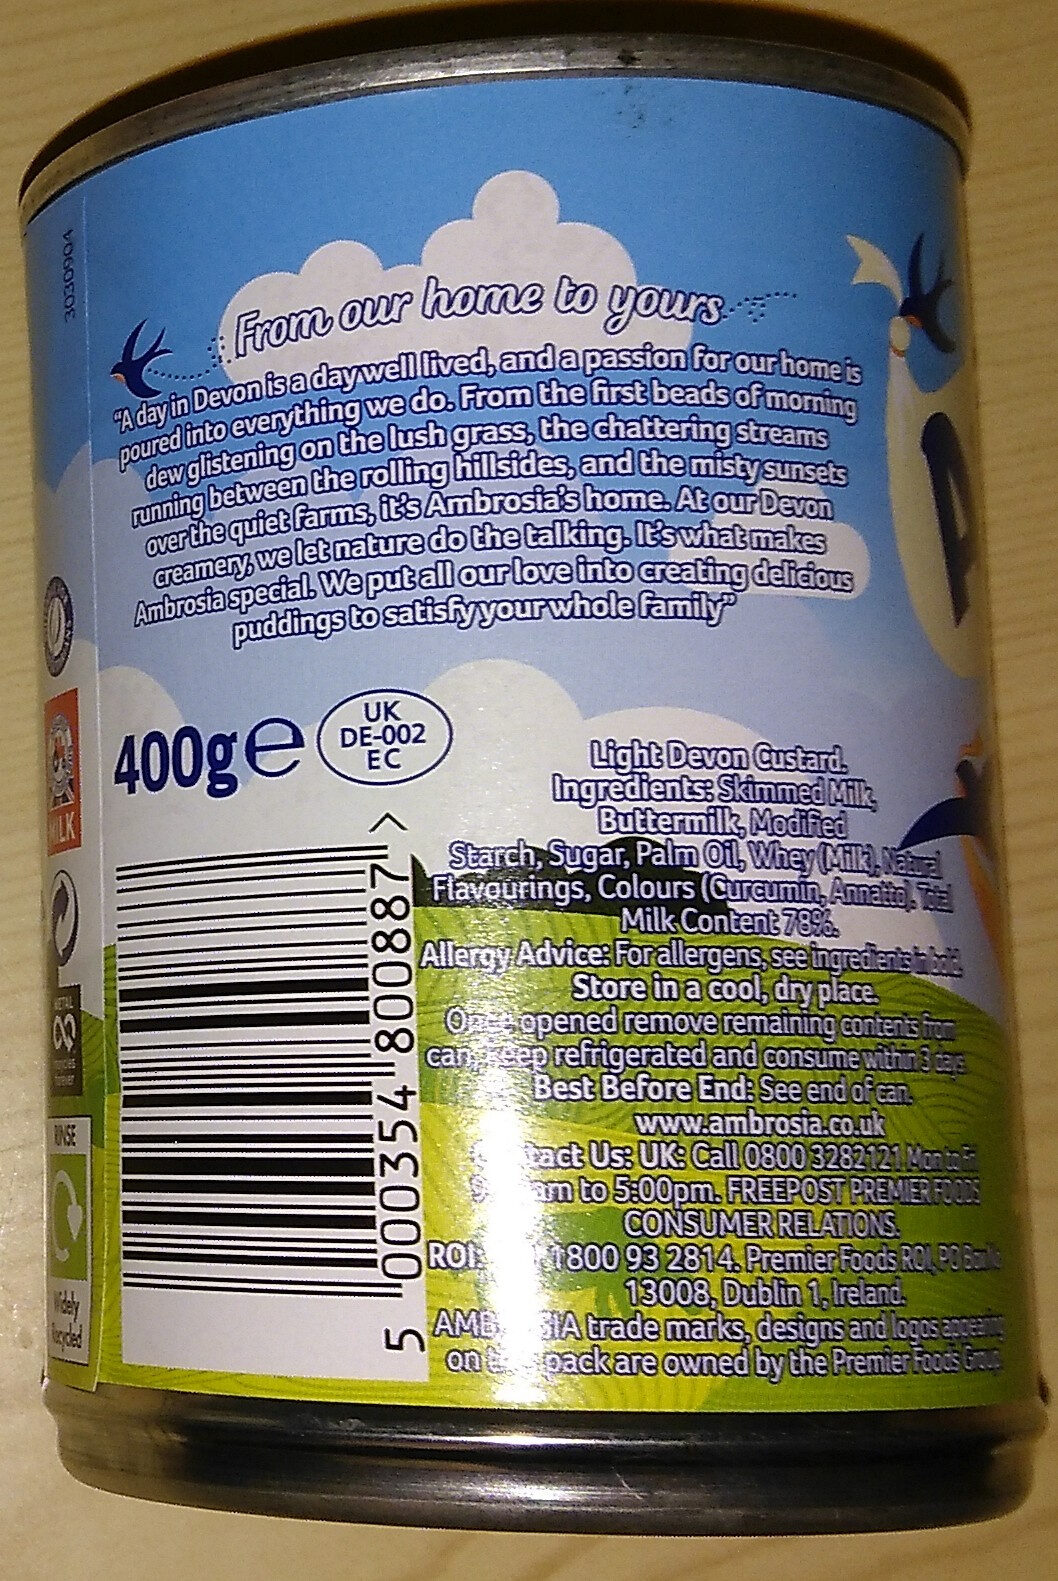 3030904
From our home to yours
"A day in Devon is a day well lived, and a passion for our home is
poured into everything we do. From the first beads of morning
dew glistening on the lush grass, the chattering streams
running between the rolling hillsides, and the misty sunsets
over the quiet farms, it's Ambrosia's home. At our Devon
creamery, we let nature do the talking. It's what makes
Ambrosia special. We put all our love into creating delicious
puddings to satisfy your whole family"
A
400g e
UK
DE-002
EC
Light Devon Custard.
Ingredients: Skimmed Milk,
Buttermilk, Modified
Starch, Sugar, Palm Oil, Whey (Milk), Natural
Flavourings, Colours (Curcumin, Annatto). Total
Milk Content 78%.
Allergy Advice: For allergens, see ingredients in bold.
Store in a cool, dry place.
Once opened remove remaining contents from
can, keep refrigerated and consume within 3 days.
Best Before End: See end of can.
www.ambrosia.co.uk
Us: UK: Call 0800 3282121 Mon to Fri
to 5:00pm. FREEPOST PREMIER FOODS
CONSUMER RELATIONS.
ROI: 1800 93 2814. Premier Foods ROI, PO Box
13008, Dublin 1, Ireland.
AMBROSIA trade marks, designs and logos appearing
on pack are owned by the Premier Foods Group
5 000354 800887 >
MILK
METAL
forever
RINSE
Widely
Recycled